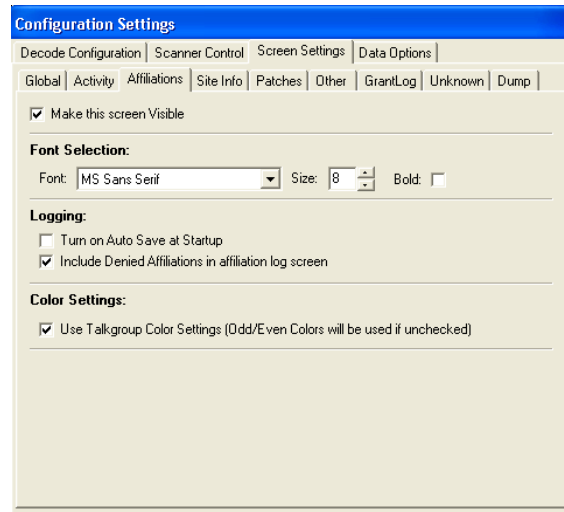 Configuration Settings
Decode Configuration Scanner Control Screen Settings Data Options
Global Activity Affiliations Site Info Patches Other GrantLog Unknown Dump
Make this screen Visible
Font Selection:
Font: MS Sans Serif Size: 8 Bold:
Logging:
Turn on Auto Save at Startup
Include Denied Affiliations in affiliation log screen
Color Settings:
Use Talkgroup Color Settings (Odd/Even Colors will be used if unchecked)